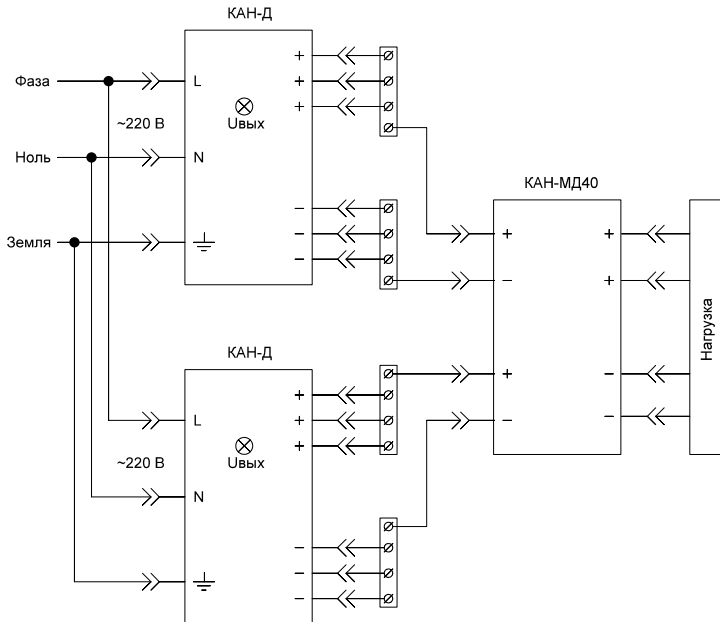 КАН-Д
Фаза
L
+
+
+
~220 В
Uвых
Ноль
N
КАН-МД40
Земля
−
−
−
+
−
+
+
Нагрузка
КАН-Д
+
−
−
−
L
+
+
+
~220 В
Uвых
N
−
−
−